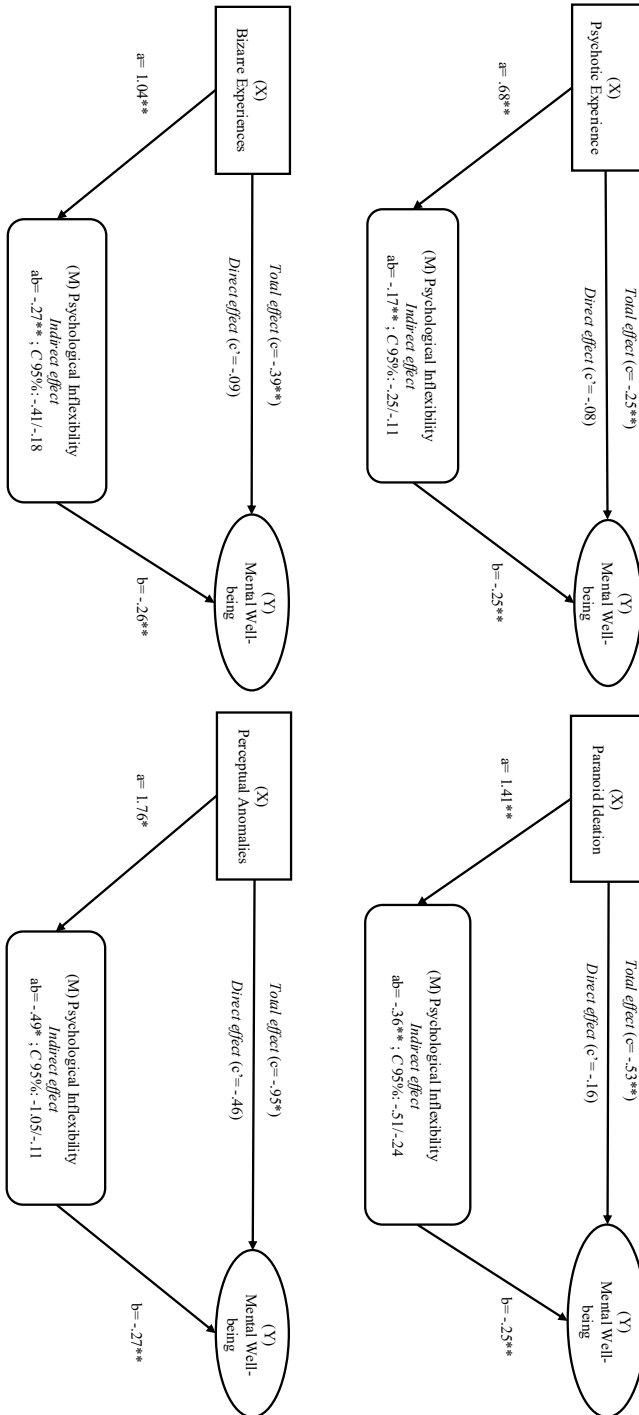 (X)
Psychotic Experience
a= .68**
Total effect (c= -.25**)
Direct effect (c’= -.08)
(M) Psychological Inflexibility
Indirect effect
ab= -.17** ; C 95%: -.25/-.11
b= -.25**
(Y)
Mental Well-
being
(X)
Paranoid Ideation
a= 1.41**
Total effect (c= -.53**)
Direct effect (c’= -.16)
(M) Psychological Inflexibility
Indirect effect
ab= -.36** ; C 95%: -.51/-.24
b= -.25**
(Y)
Mental Well-
being
(X)
Bizarre Experiences
a= 1.04**
Total effect (c= -.39**)
Direct effect (c’= -.09)
(M) Psychological Inflexibility
Indirect effect
ab= -.27** ; C 95%: -.41/-.18
b= -.26**
(Y)
Mental Well-
being
(X)
Perceptual Anomalies
a= 1.76*
Total effect (c= -.95*)
Direct effect (c’= -.46)
(M) Psychological Inflexibility
Indirect effect
ab= -.49* ; C 95%: -1.05/-.11
b= -.27**
(Y)
Mental Well-
being